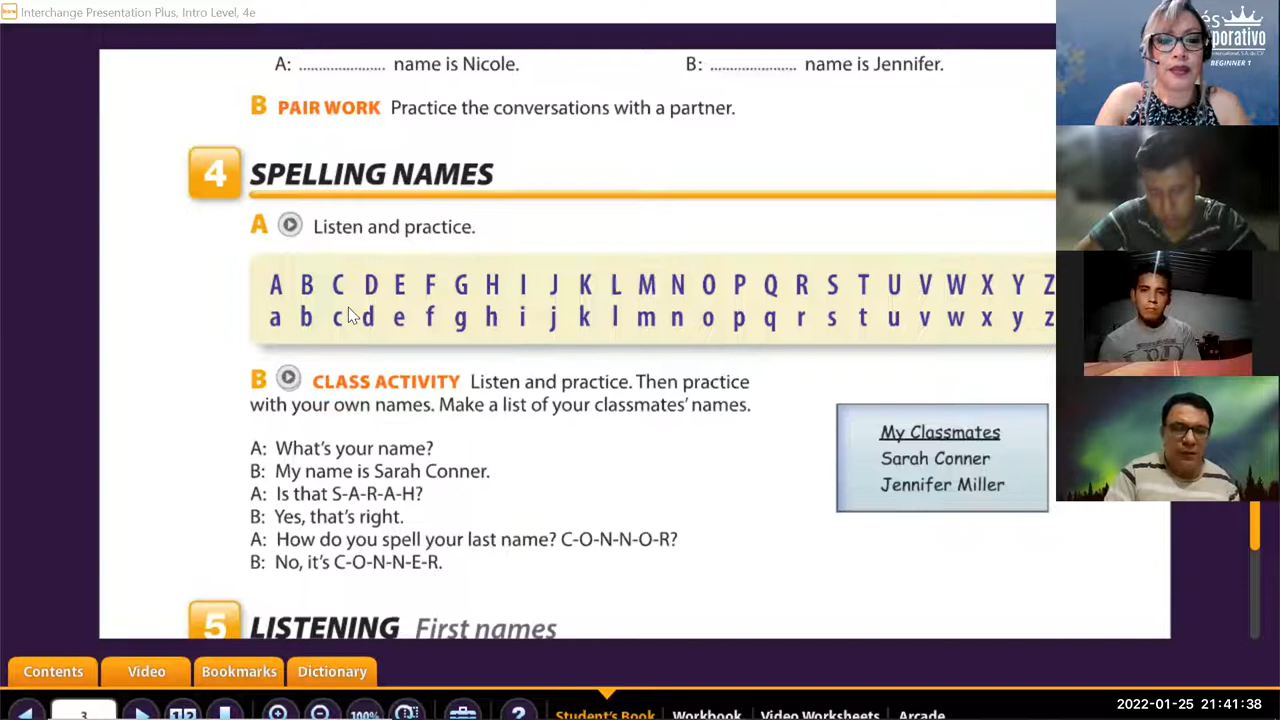 Interchange Presentation Plus, Intro Level, 4e
A: ..................... name is Nicole.
B: ..................... name is Jennifer.
B PAIR WORK Practice the conversations with a partner.
4 SPELLING NAMES
A Listen and practice.
A B C D E F G H I J K L M N O P Q R S T U V W X Y Z
a b c d e f g h i j k l m n o p q r s t u v w x y z
B CLASS ACTIVITY Listen and practice. Then practice
with your own names. Make a list of your classmates' names.
A: What's your name?
B: My name is Sarah Conner.
A: Is that S-A-R-A-H?
B: Yes, that's right.
A: How do you spell your last name? C-O-N-N-O-R?
B: No, it's C-O-N-N-E-R.
My Classmates
Sarah Conner
Jennifer Miller
5 LISTENING First names
és
porativo
BEGINNER 1
Contents Video Bookmarks Dictionary
3
100%
?
Student's Book Workbook Video Worksheets Arcade
2022-01-25 21:41:38